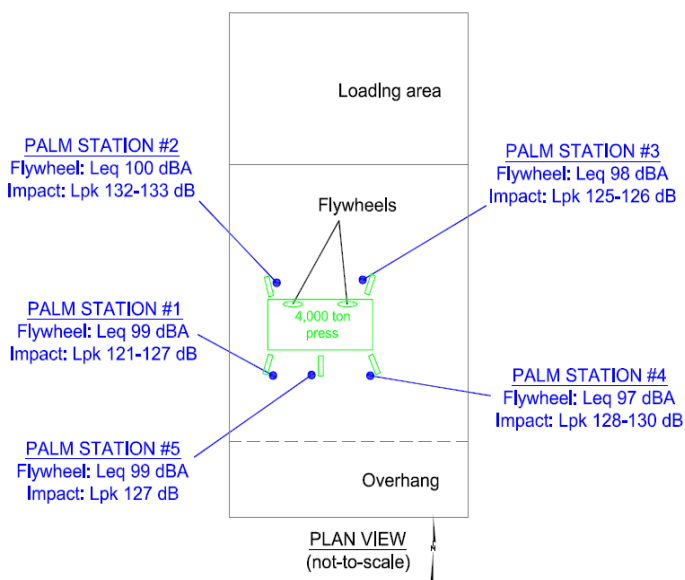 Loading area
PALM STATION #2
Flywheel: Leq 100 dBA
Impact: Lpk 132-133 dB
PALM STATION #3
Flywheel: Leq 98 dBA
Impact: Lpk 125-126 dB
Flywheels
4,000 ton
press
PALM STATION #1
Flywheel: Leq 99 dBA
Impact: Lpk 121-127 dB
PALM STATION #4
Flywheel: Leq 97 dBA
Impact: Lpk 128-130 dB
PALM STATION #5
Flywheel: Leq 99 dBA
Impact: Lpk 127 dB
Overhang
PLAN VIEW
(not-to-scale)
N